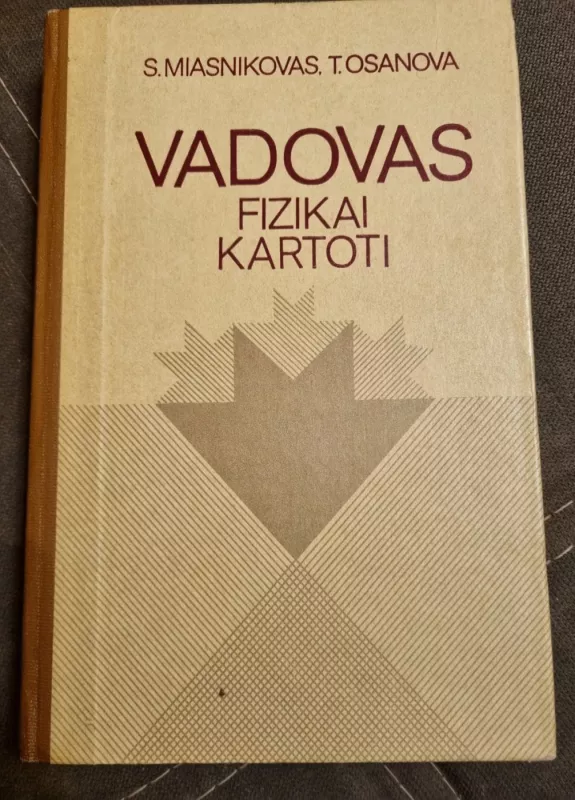 S. MIASNIKOVAS, T. OSANOVA
VADOVAS
FIZIKAI
KARTOTI